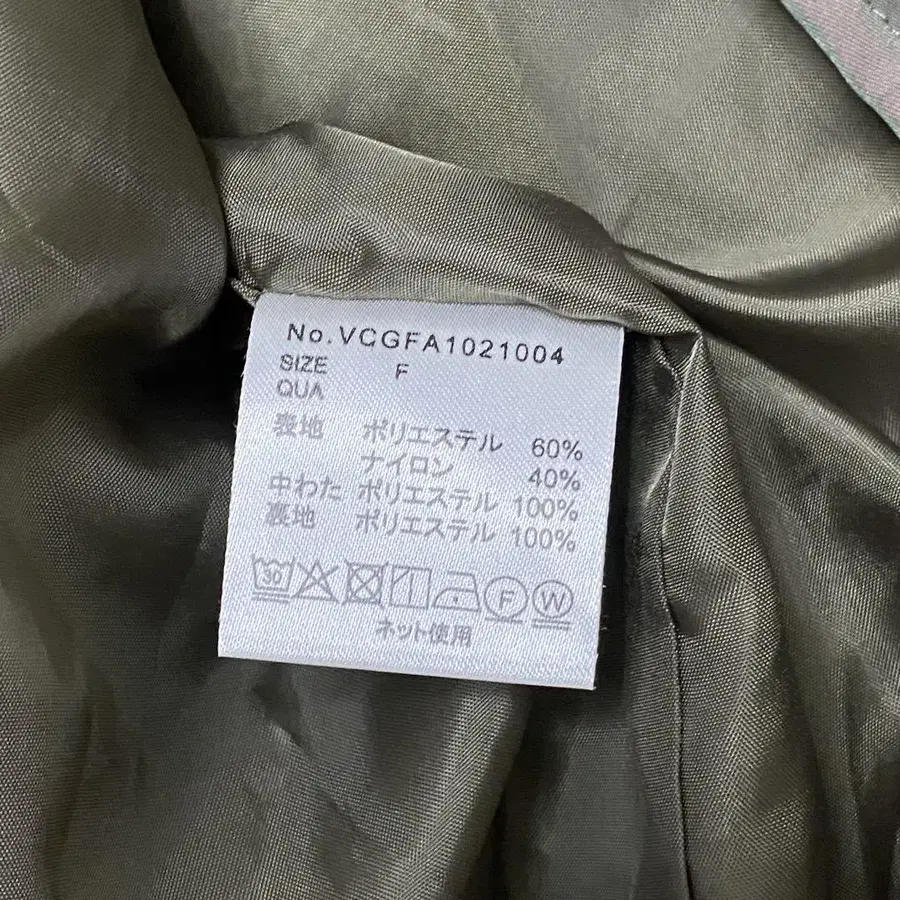 No.VCGFA1021004
SIZE F
QUA
表地 ポリエステル 60%
ナイロン 40%
中わた ポリエステル 100%
裏地 ポリエステル 100%
30 F W
ネット使用